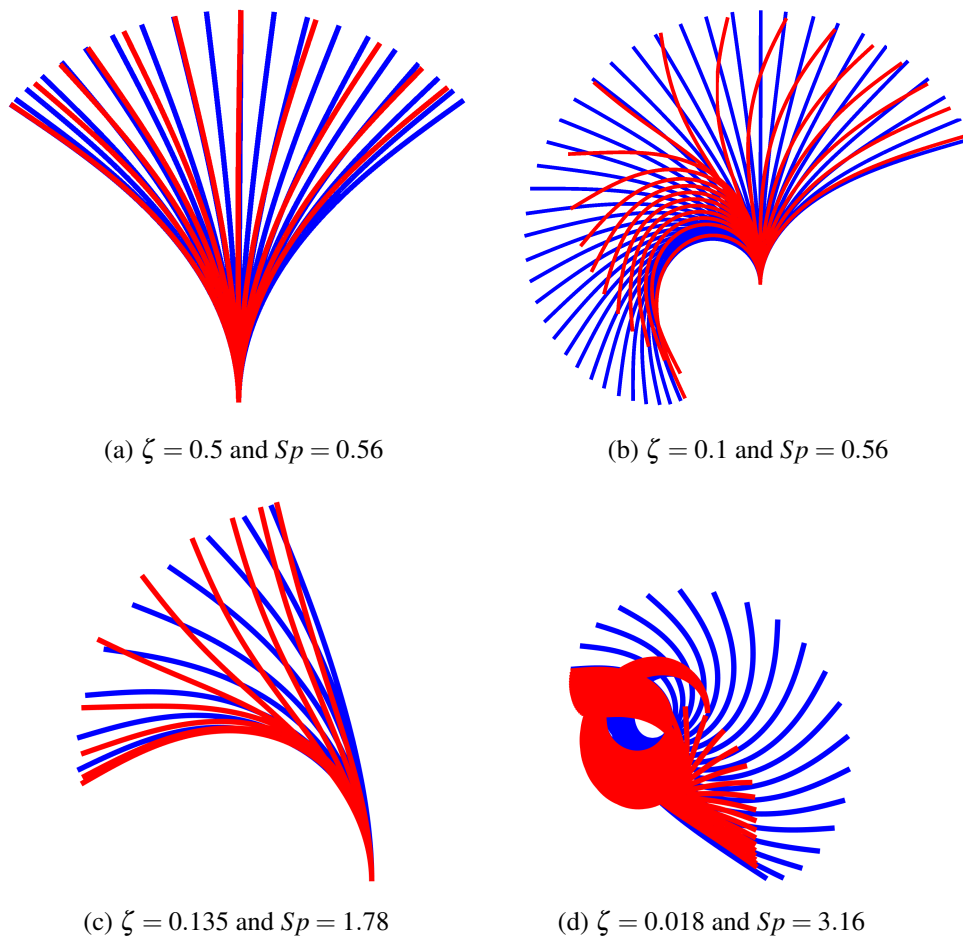 (a) ζ = 0.5 and Sp = 0.56
(b) ζ = 0.1 and Sp = 0.56
(c) ζ = 0.135 and Sp = 1.78
(d) ζ = 0.018 and Sp = 3.16